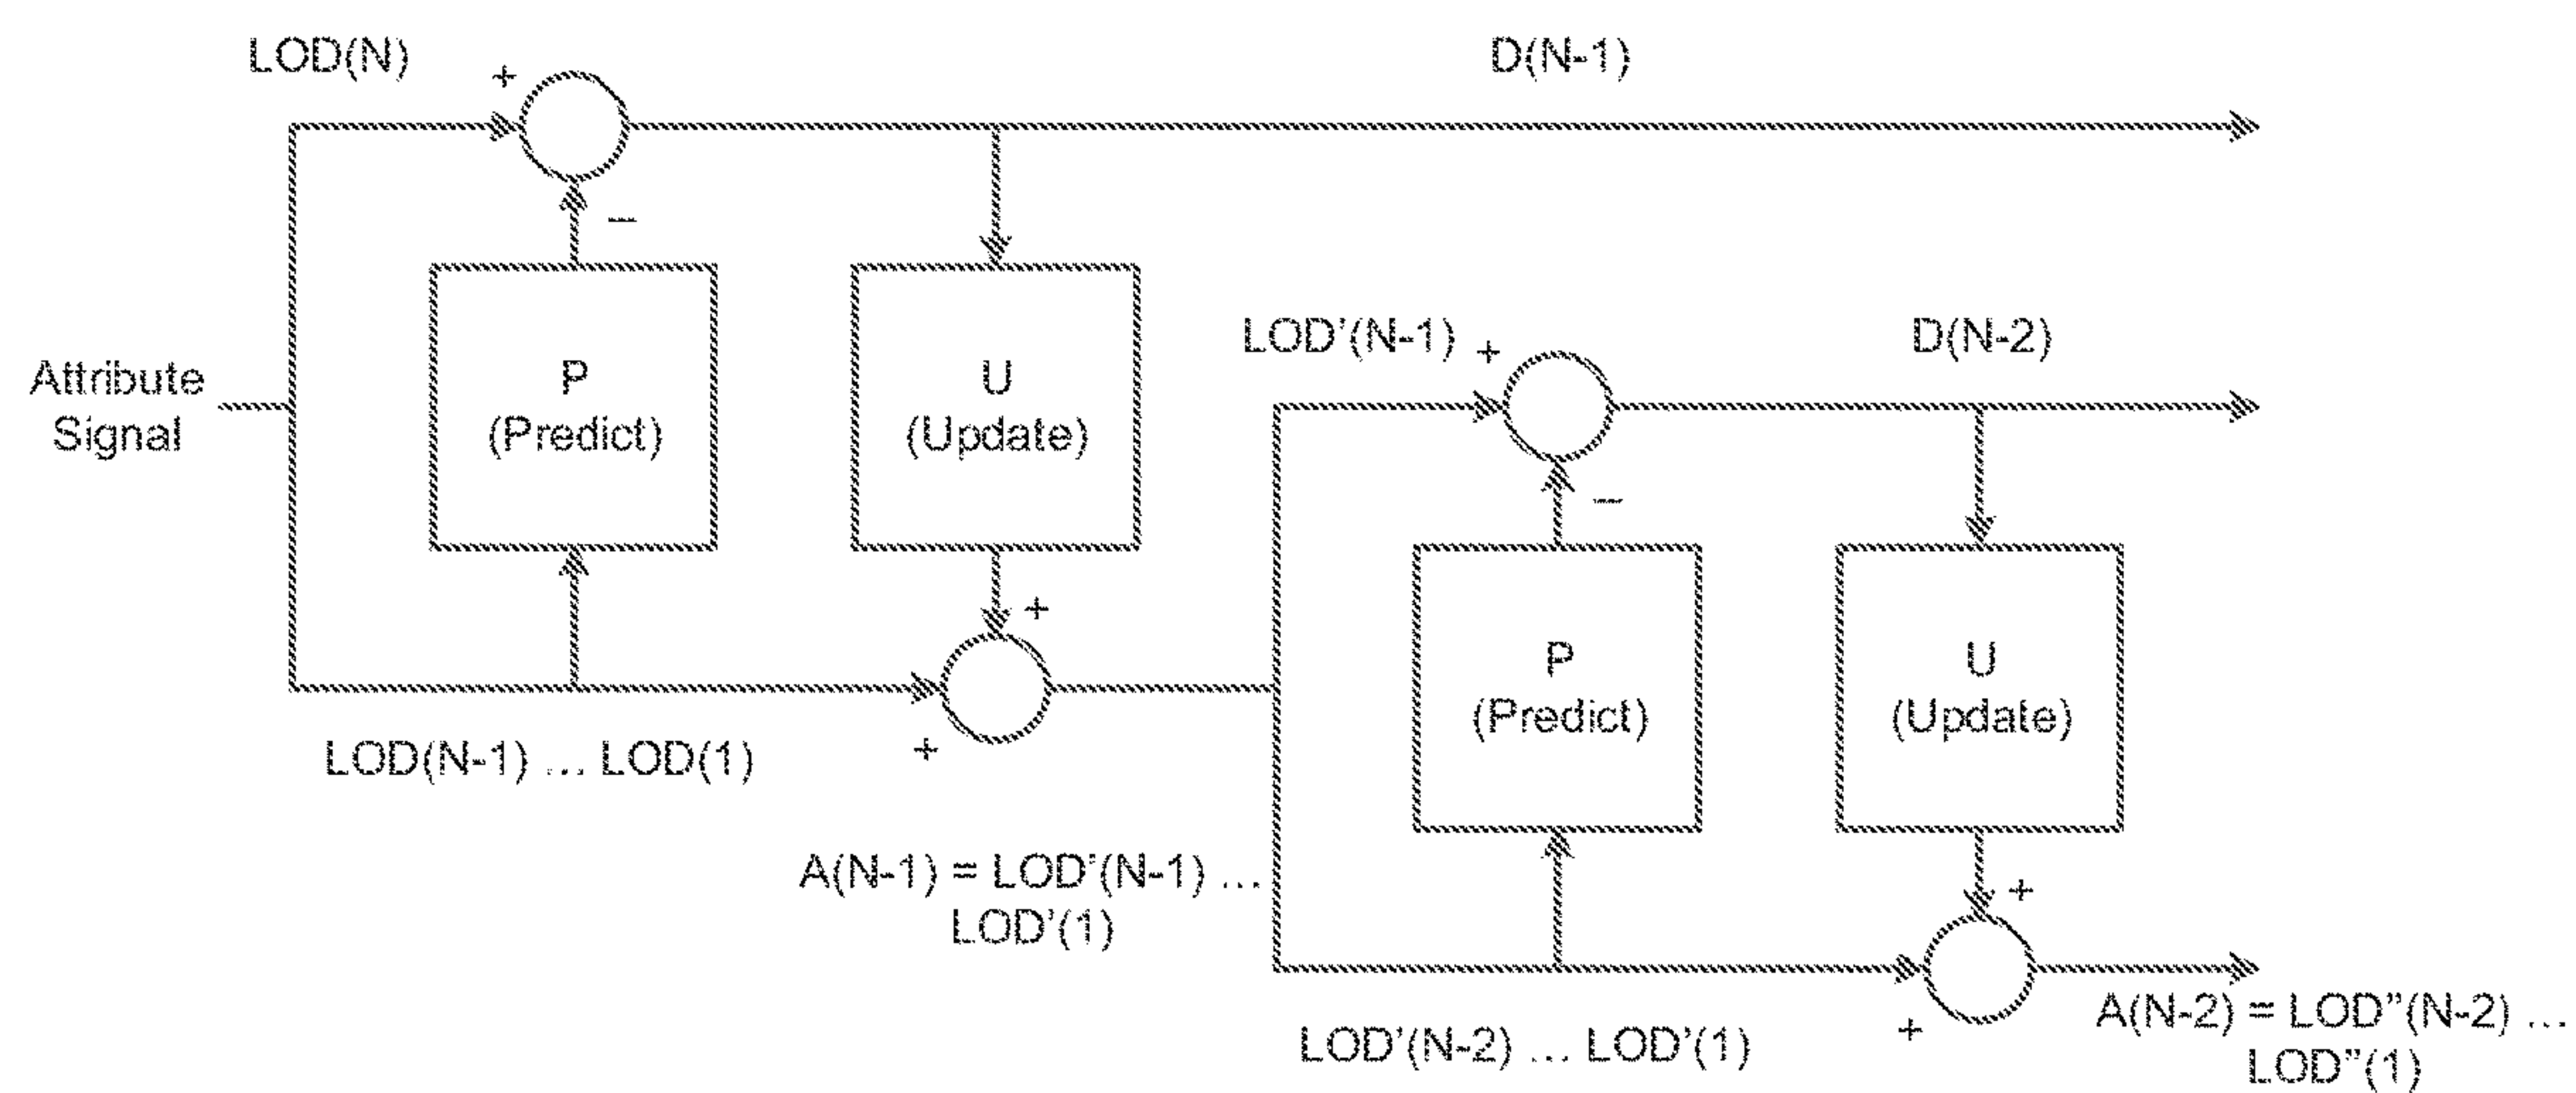 LOD(N)
+
D(N-1)
−
Attribute
Signal
P
(Predict)
U
(Update)
LOD'(N-1)
+
D(N-2)
−
+
LOD(N-1) ... LOD(1)
+
P
(Predict)
U
(Update)
A(N-1) = LOD'(N-1) ...
LOD'(1)
+
LOD'(N-2) ... LOD'(1)
+
A(N-2) = LOD”(N-2) ...
LOD”(1)